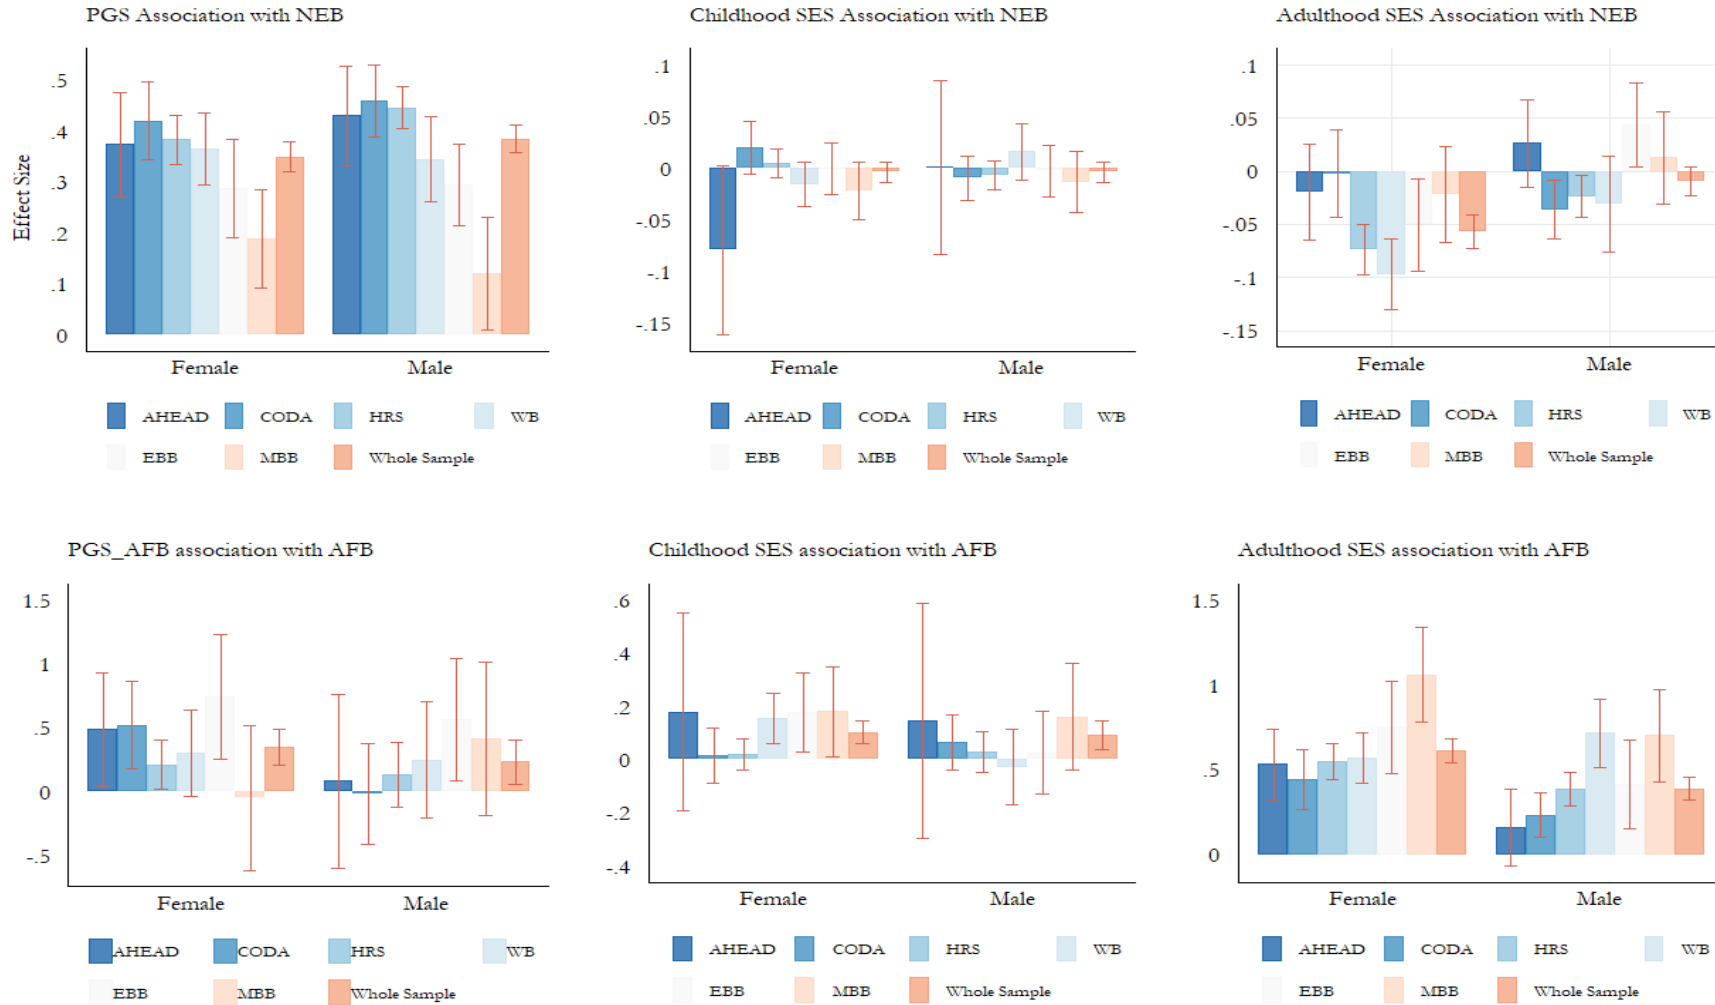 PGS Association with NEB
Effect Size
.5
.4
.3
.2
.1
0
Female Male
AHEAD CODA HRS WB
EBB MBB Whole Sample
Childhood SES Association with NEB
.1
.05
0
-.05
-.1
-.15
Female Male
AHEAD CODA HRS WB
EBB MBB Whole Sample
Adulthood SES Association with NEB
.1
.05
0
-.05
-.1
-.15
Female Male
AHEAD CODA HRS WB
EBB MBB Whole Sample
PGS_AFB association with AFB
1.5
1
.5
0
-.5
Female Male
AHEAD CODA HRS WB
EBB MBB Whole Sample
Childhood SES association with AFB
.6
.4
.2
0
-.2
-.4
Female Male
AHEAD CODA HRS WB
EBB MBB Whole Sample
Adulthood SES association with AFB
1.5
1
.5
0
Female Male
AHEAD CODA HRS WB
EBB MBB Whole Sample